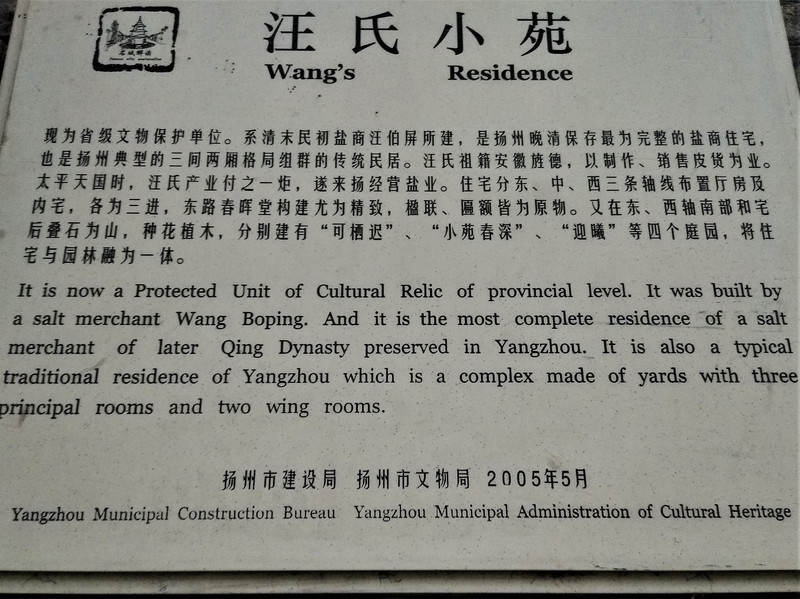 汪氏小苑
Wang's Residence
现为省级文物保护单位。系清末民初盐商汪伯屏所建，是扬州晚清保存最为完整的盐商住宅，
也是扬州典型的三间两厢格局组群的传统民居。汪氏祖籍安徽旌德，以制作、销售皮货为业。
太平天国时，汪氏产业付之一炬，遂来扬经营盐业。住宅分东、中、西三条轴线布置厅房及
内宅，各为三进，东路春晖堂构建尤为精致，楹联、匾额皆为原物。又在东、西轴南部和宅
后叠石为山，种花植木，分别建有“可栖迟”、“小苑春深”、“迎曦”等四个庭园，将住
宅与园林融为一体。
It is now a Protected Unit of Cultural Relic of provincial level. It was built by
a salt merchant Wang Boping. And it is the most complete residence of a salt
merchant of later Qing Dynasty preserved in Yangzhou. It is also a typical
traditional residence of Yangzhou which is a complex made of yards with three
principal rooms and two wing rooms.
扬州市建设局 扬州市文物局 2005年5月
Yangzhou Municipal Construction Bureau Yangzhou Municipal Administration of Cultural Heritage